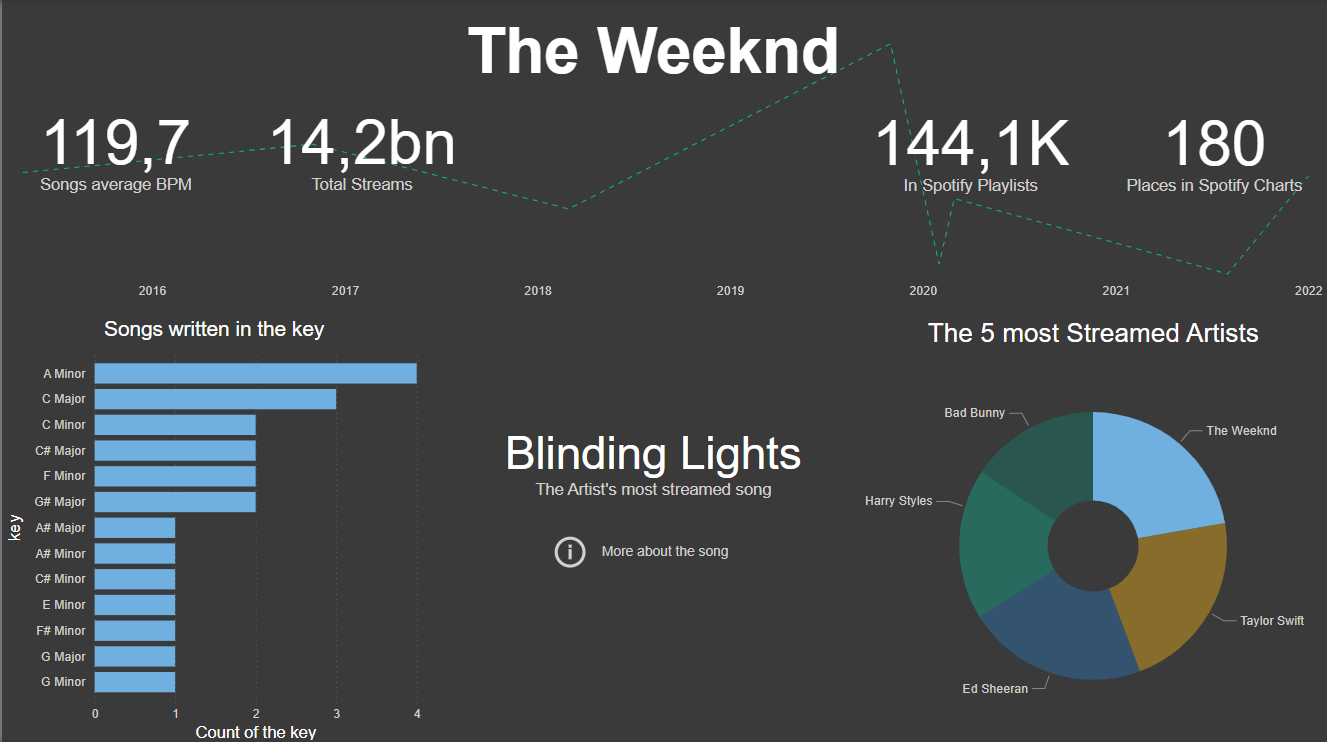 The Weeknd
119,7
Songs average BPM
14,2bn
Total Streams
144,1K
In Spotify Playlists
180
Places in Spotify Charts
2016 2017 2018 2019 2020 2021 2022
Songs written in the key
key
A Minor
C Major
C Minor
C# Major
F Minor
G# Major
A# Major
A# Minor
C# Minor
E Minor
F# Minor
G Major
G Minor
0 1 2 3 4
Count of the key
Blinding Lights
The Artist's most streamed song
More about the song
The 5 most Streamed Artists
Bad Bunny
The Weeknd
Harry Styles
Taylor Swift
Ed Sheeran